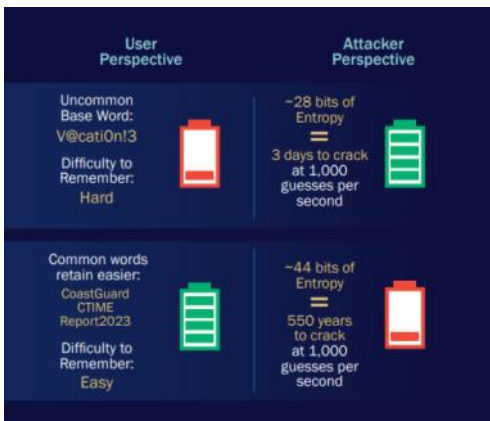 User
Perspective
Attacker
Perspective
Uncommon
Base Word:
V@cati0n!3
Difficulty to
Remember:
Hard
~28 bits of
Entropy
=
3 days to crack
at 1,000
guesses per
second
Common words
retain easier:
CoastGuard
CTIME
Report2023
Difficulty to
Remember:
Easy
~44 bits of
Entropy
=
550 years
to crack
at 1,000
guesses per
second